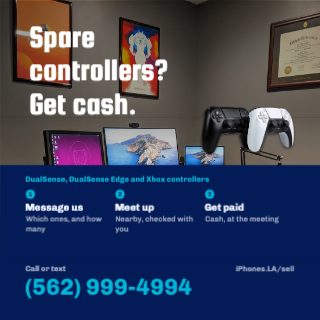 Spare
controllers?
Get cash.
DualSense, DualSense Edge and Xbox controllers
1
Message us
Which ones, and how
many
2
Meet up
Nearby, checked with
you
3
Get paid
Cash, at the meeting
Call or text
(562) 999-4994
iPhones.LA/sell